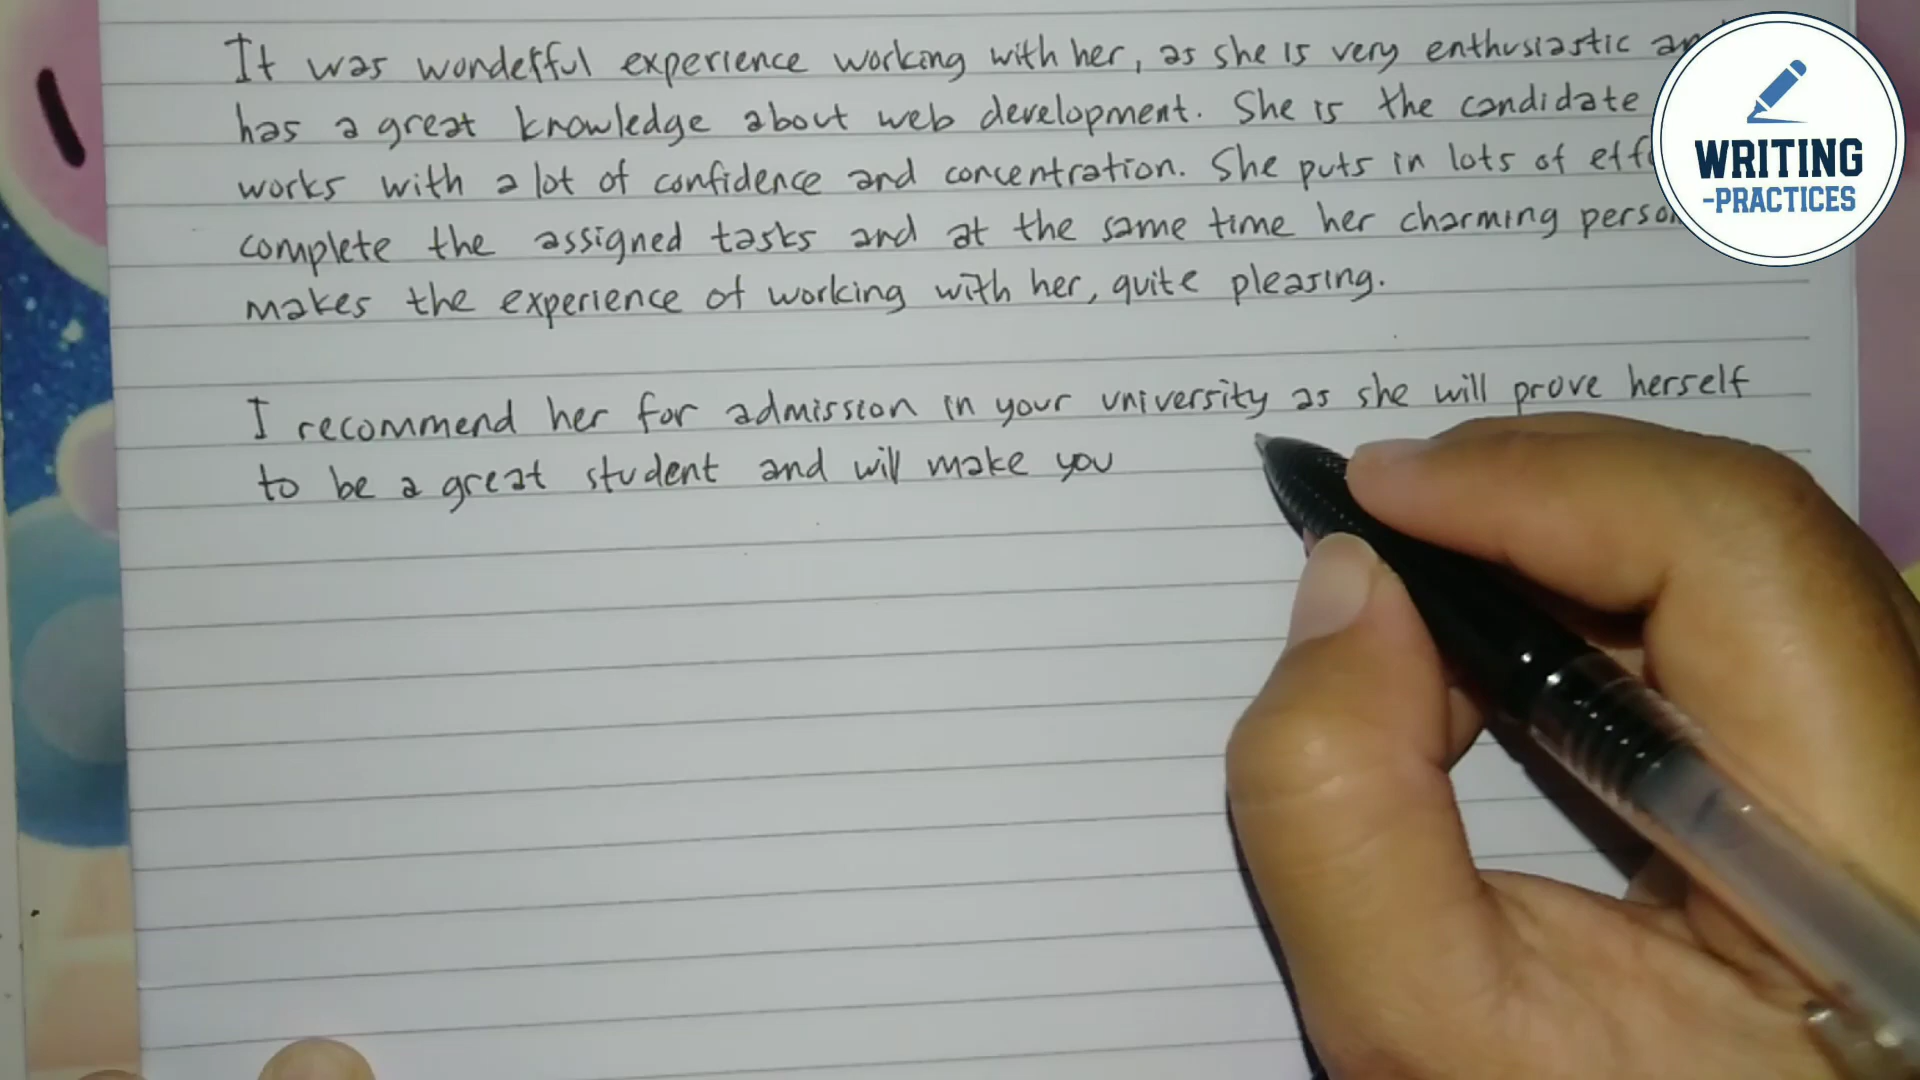 It was wonderful experience working with her, as she is very enthusiastic
has a great knowledge about web development. She is the candidate
works with a lot of confidence and concentration. She puts in lots of
complete the assigned tasks and at the same time her charming
makes the experience of working with her, quite pleasing.
I recommend her for admission in your university as she will prove herself
to be a great student and will make you
WRITING
-PRACTICES